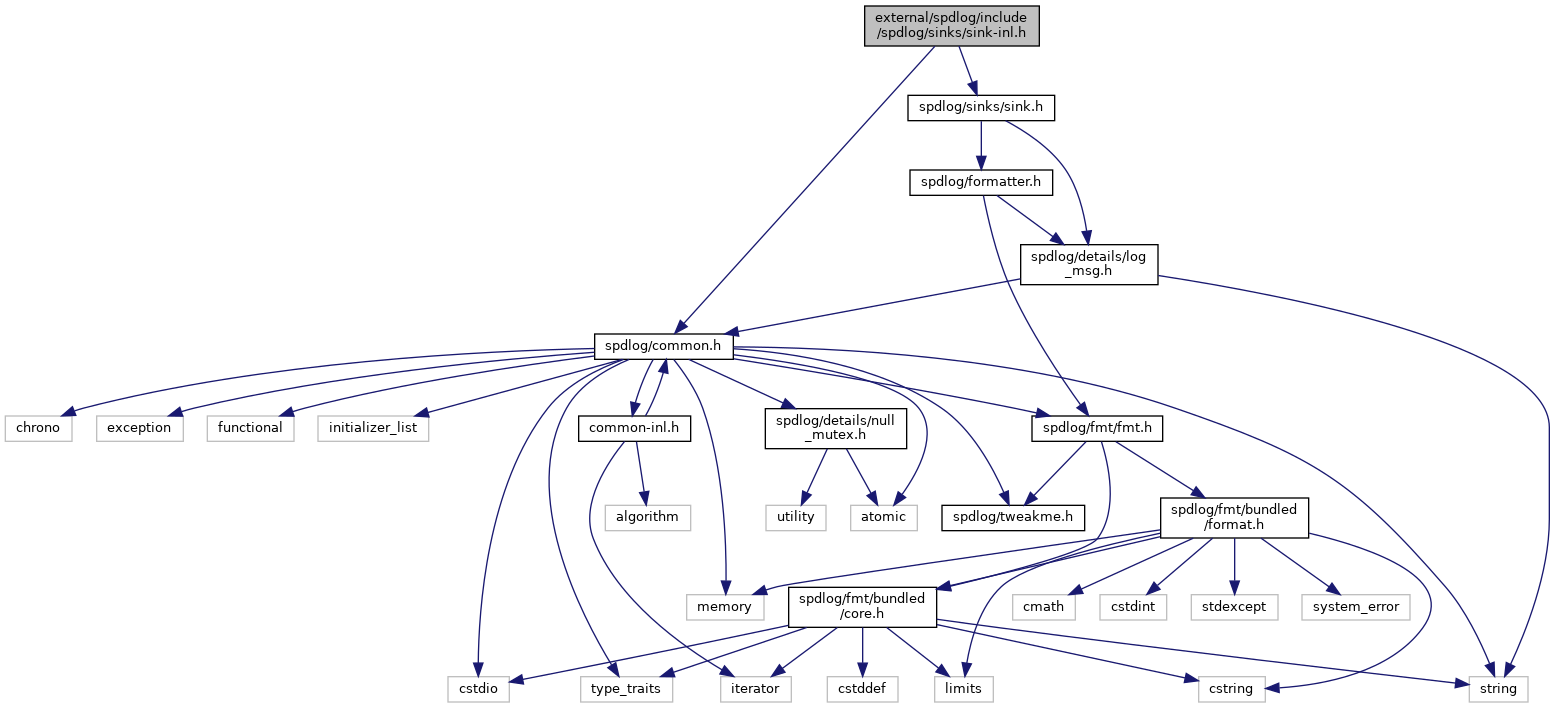 external/spdlog/include
/spdlog/sinks/sink-inl.h
spdlog/sinks/sink.h
spdlog/formatter.h
spdlog/details/log
_msg.h
spdlog/common.h
chrono
exception
functional
initializer_list
common-inl.h
spdlog/details/null
_mutex.h
spdlog/fmt/fmt.h
algorithm
utility
atomic
spdlog/tweakme.h
spdlog/fmt/bundled
/format.h
memory
spdlog/fmt/bundled
/core.h
cmath
cstdint
stdexcept
system_error
cstdio
type_traits
iterator
cstddef
limits
cstring
string